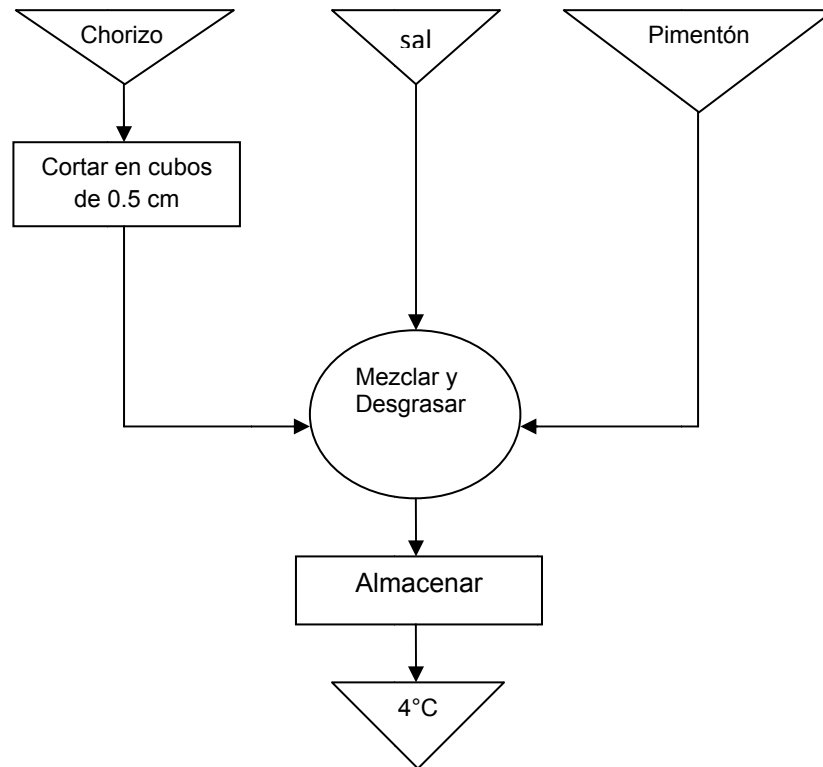 Chorizo
sal
Pimentón
Cortar en cubos
de 0.5 cm
Mezclar y
Desgrasar
Almacenar
4°C